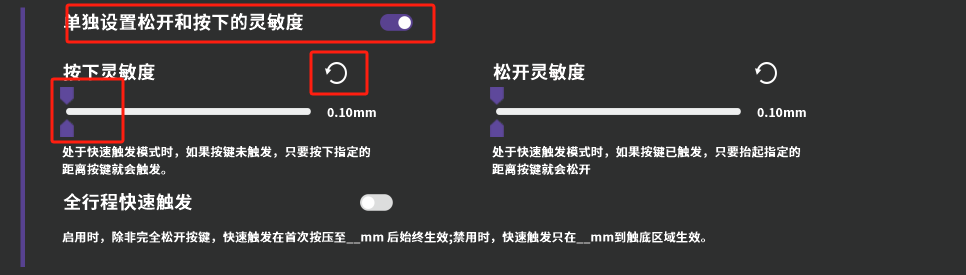 单独设置松开和按下的灵敏度
按下灵敏度
0.10mm
处于快速触发模式时，如果按键未触发，只要按下指定的
距离按键就会触发。
松开灵敏度
0.10mm
处于快速触发模式时，如果按键已触发，只要抬起指定的
距离按键就会松开
全行程快速触发
启用时，除非完全松开按键，快速触发在首次按压至__mm 后始终生效;禁用时，快速触发只在__mm到触底区域生效。